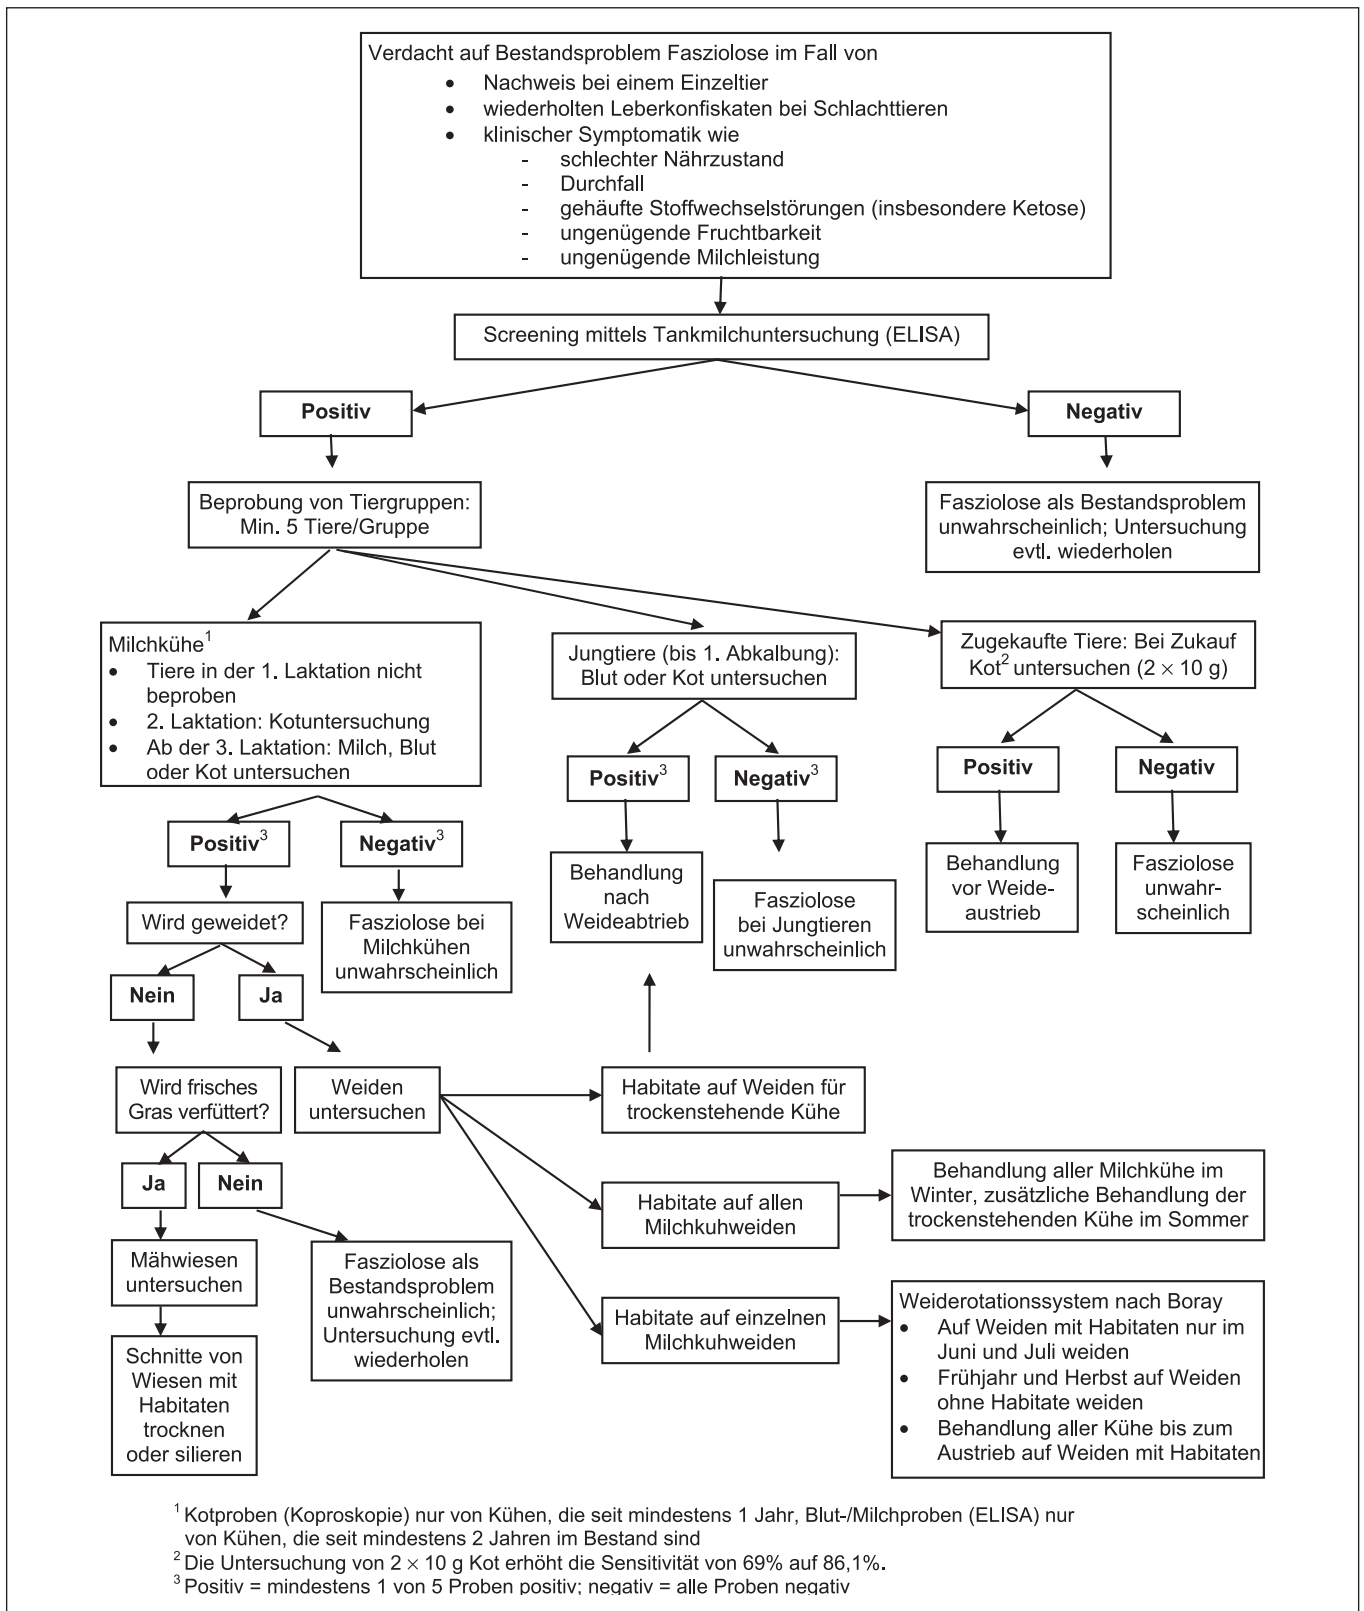 Verdacht auf Bestandsproblem Fasziolose im Fall von
• Nachweis bei einem Einzeltier
• wiederholten Leberkonfiskaten bei Schlachttieren
• klinischer Symptomatik wie
- schlechter Nährzustand
- Durchfall
- gehäufte Stoffwechselstörungen (insbesondere Ketose)
- ungenügende Fruchtbarkeit
- ungenügende Milchleistung
Screening mittels Tankmilchuntersuchung (ELISA)
Positiv
Negativ
Beprobung von Tiergruppen:
Min. 5 Tiere/Gruppe
Fasziolose als Bestandsproblem
unwahrscheinlich; Untersuchung
evtl. wiederholen
Milchkühe¹
• Tiere in der 1. Laktation nicht
beproben
• 2. Laktation: Kotuntersuchung
• Ab der 3. Laktation: Milch, Blut
oder Kot untersuchen
Jungtiere (bis 1. Abkalbung):
Blut oder Kot untersuchen
Zugekaufte Tiere: Bei Zukauf
Kot² untersuchen (2 × 10 g)
Positiv³
Negativ³
Positiv³
Negativ³
Positiv
Negativ
Wird geweidet?
Fasziolose bei
Milchkühen
unwahrscheinlich
Behandlung
nach
Weideabtrieb
Fasziolose
bei Jungtieren
unwahrscheinlich
Behandlung
vor Weide-
austrieb
Fasziolose
unwahr-
scheinlich
Nein
Ja
Wird frisches
Gras verfüttert?
Weiden
untersuchen
Habitate auf Weiden für
trockenstehende Kühe
Ja
Nein
Habitate auf allen
Milchkuhweiden
Behandlung aller Milchkühe im
Winter, zusätzliche Behandlung der
trockenstehenden Kühe im Sommer
Mähwiesen
untersuchen
Fasziolose als
Bestandsproblem
unwahrscheinlich;
Untersuchung evtl.
wiederholen
Habitate auf einzelnen
Milchkuhweiden
Weiderotationssystem nach Boray
• Auf Weiden mit Habitaten nur im
Juni und Juli weiden
• Frühjahr und Herbst auf Weiden
ohne Habitate weiden
• Behandlung aller Kühe bis zum
Austrieb auf Weiden mit Habitaten
Schnitte von
Wiesen mit
Habitaten
trocknen
oder silieren
¹ Kotproben (Koproskopie) nur von Kühen, die seit mindestens 1 Jahr, Blut-/Milchproben (ELISA) nur
von Kühen, die seit mindestens 2 Jahren im Bestand sind
² Die Untersuchung von 2 × 10 g Kot erhöht die Sensitivität von 69% auf 86,1%.
³ Positiv = mindestens 1 von 5 Proben positiv; negativ = alle Proben negativ